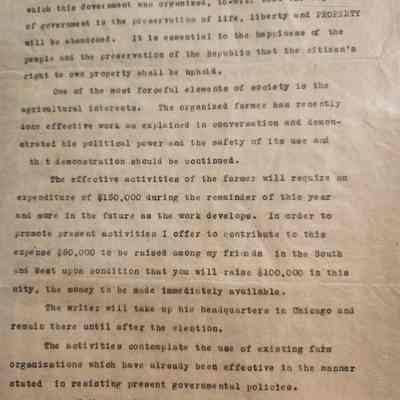 which this Government was organized, to-wit: that the
of government is the preservation of life, liberty and PROPERTY
will be abandoned. It is essential to the happiness of the
people and the preservation of the Republic that the citizen's
right to own property shall be upheld.
One of the most forceful elements of society is the
agricultural interests. The organized farmer has recently
done effective work as explained in conversation and demon-
strated his political power and the safety of its use and
th t demonstration should be continued.
The effective activities of the farmer will require an
expenditure of $150,000 during the remainder of this year
and more in the future as the work develops. In order to
promote present activities I offer to contribute to this
expense $50,000 to be raised among my friends in the South
and West upon condition that you will raise $100,000 in this
city, the money to be made immediately available.
The writer will take up his headquarters in Chicago and
remain there until after the election.
The activities contemplate the use of existing farm
organizations which have already been effective in the manner
stated in resisting present governmental policies.